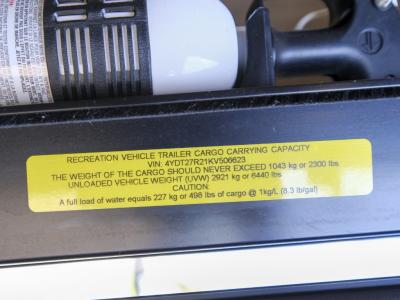 RECREATION VEHICLE TRAILER CARGO CARRYING CAPACITY
VIN: 4YDT27R21KV506623
THE WEIGHT OF THE CARGO SHOULD NEVER EXCEED 1043 kg or 2300 lbs
UNLOADED VEHICLE WEIGHT (UVW) 2921 kg or 6440 lbs
CAUTION:
A full load of water equals 227 kg or 498 lbs of cargo @ 1kg/L (8.3 lb/gal)